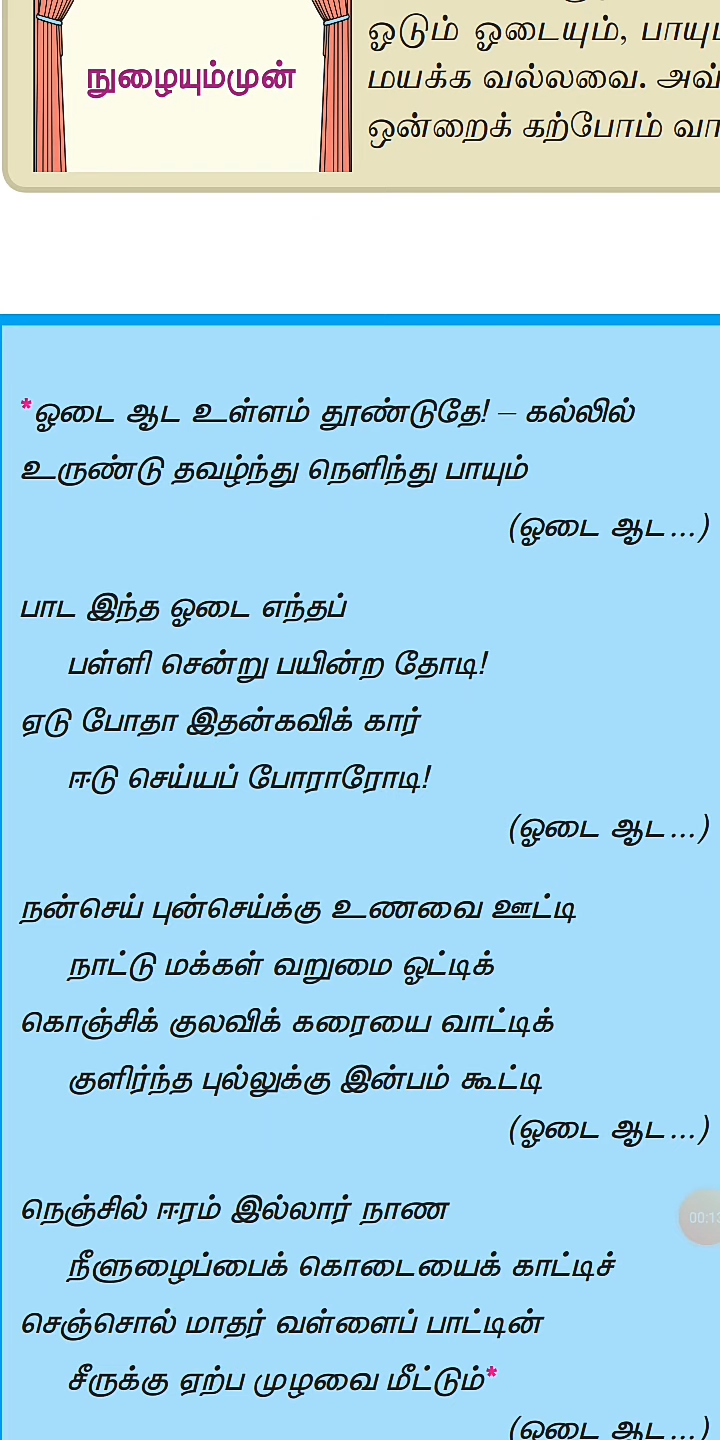 நுழையும்முன்
ஓடும் ஓடையும்,
மயக்க வல்லவை.
ஒன்றைக் கற்போம்
*ஓடை ஆட உள்ளம் தூண்டுதே! – கல்லில்
உருண்டு தவழ்ந்து நெளிந்து பாயும்
(ஓடை ஆட...)
பாட இந்த ஓடை எந்தப்
பள்ளி சென்று பயின்ற தோடி!
ஏடு போதா இதன்கவிக் கார்
ஈடு செய்யப் போராரோடி!
(ஓடை ஆட...)
நன்செய் புன்செய்க்கு உணவை ஊட்டி
நாட்டு மக்கள் வறுமை ஓட்டிக்
கொஞ்சிக் குலவிக் கரையை வாட்டிக்
குளிர்ந்த புல்லுக்கு இன்பம் கூட்டி
(ஓடை ஆட...)
நெஞ்சில் ஈரம் இல்லார் நாண
நீளுழைப்பைக் கொடையைக் காட்டிச்
செஞ்சொல் மாதர் வள்ளைப் பாட்டின்
சீருக்கு ஏற்ப முழவை மீட்டும்*
(ஓடை ஆட...)